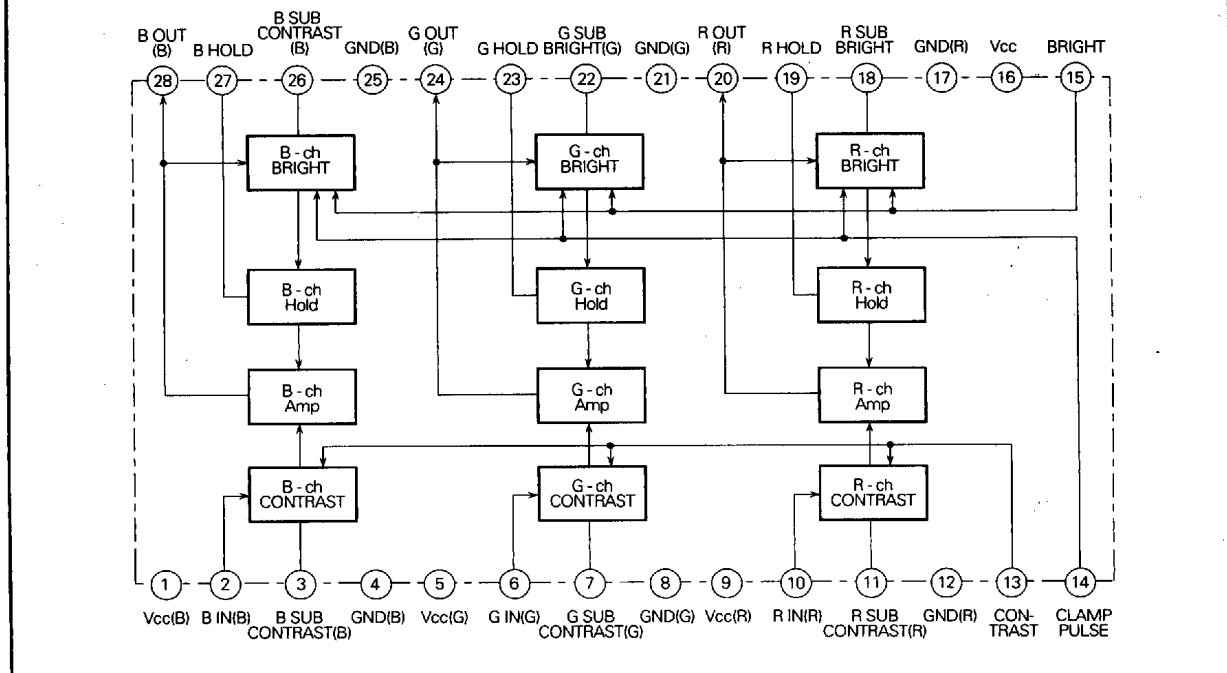 B OUT
(B)
B HOLD
B SUB
CONTRAST
(B)
GND(B)
G OUT
(G)
G HOLD
G SUB
BRIGHT(G)
GND(G)
R OUT
(R)
R HOLD
R SUB
BRIGHT
GND(R)
Vcc
BRIGHT
28
27
26
25
24
23
22
21
20
19
18
17
16
15
B - ch
BRIGHT
G - ch
BRIGHT
R - ch
BRIGHT
B - ch
Hold
G - ch
Hold
R - ch
Hold
B - ch
Amp
G - ch
Amp
R - ch
Amp
B - ch
CONTRAST
G - ch
CONTRAST
R - ch
CONTRAST
1
2
3
4
5
6
7
8
9
10
11
12
13
14
Vcc(B)
B IN(B)
B SUB
CONTRAST(B)
GND(B)
Vcc(G)
G IN(G)
G SUB
CONTRAST(G)
GND(G)
Vcc(R)
R IN(R)
R SUB
CONTRAST(R)
GND(R)
CON-
TRAST
CLAMP
PULSE